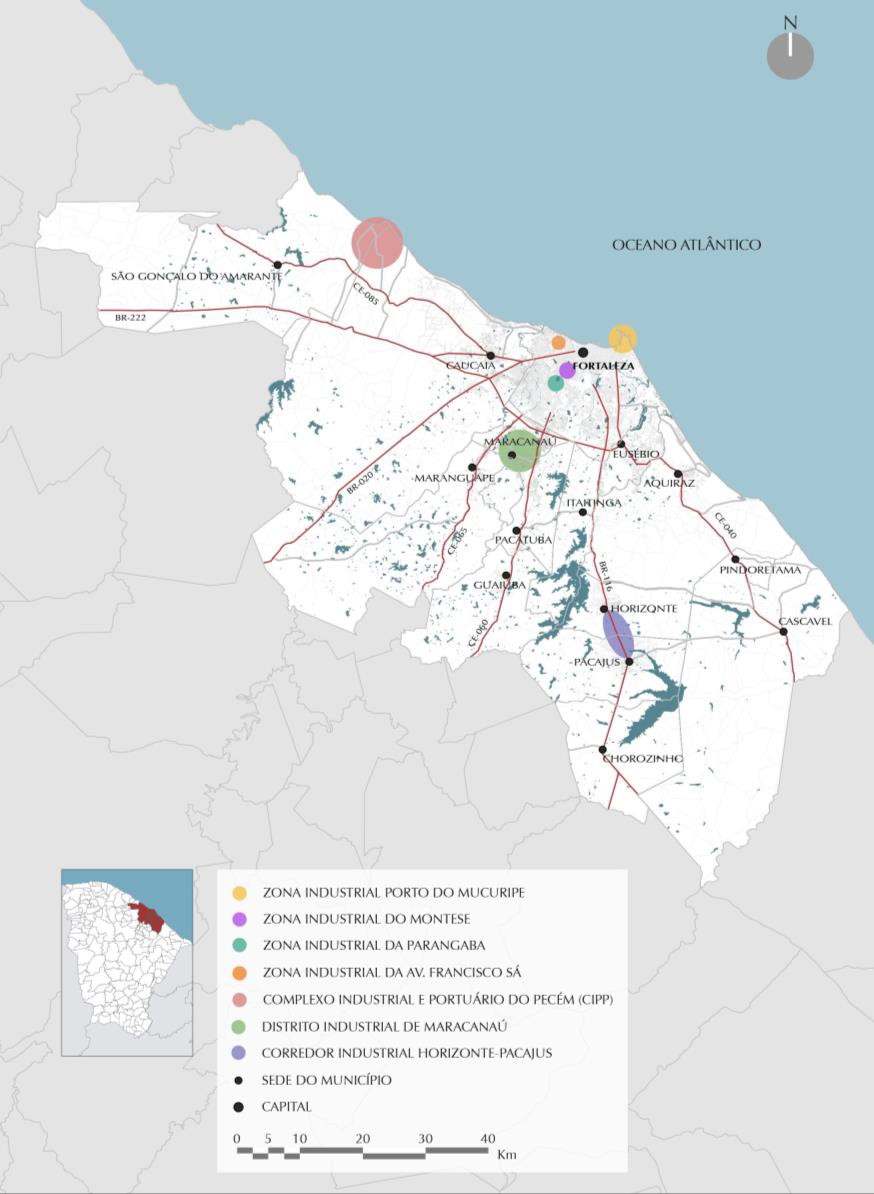 N
OCEANO ATLÂNTICO
SÃO GONÇALO DO AMARANTE
CE-085
BR-222
CAUCAIA
FORTALEZA
MARACANAÚ
EUSÉBIO
MARANGUAPE
AQUIRAZ
BR-020
ITAITINGA
CE-040
PACATUBA
CE-065
PINDORETAMA
GUAIÚBA
BR-116
HORIZONTE
CASCAVEL
CE-060
PACAJUS
CHOROZINHO
ZONA INDUSTRIAL PORTO DO MUCURIPE
ZONA INDUSTRIAL DO MONTESE
ZONA INDUSTRIAL DA PARANGABA
ZONA INDUSTRIAL DA AV. FRANCISCO SÁ
COMPLEXO INDUSTRIAL E PORTUÁRIO DO PECÉM (CIPP)
DISTRITO INDUSTRIAL DE MARACANAÚ
CORREDOR INDUSTRIAL HORIZONTE-PACAJUS
SEDE DO MUNICÍPIO
CAPITAL
0 5 10 20 30 40
Km